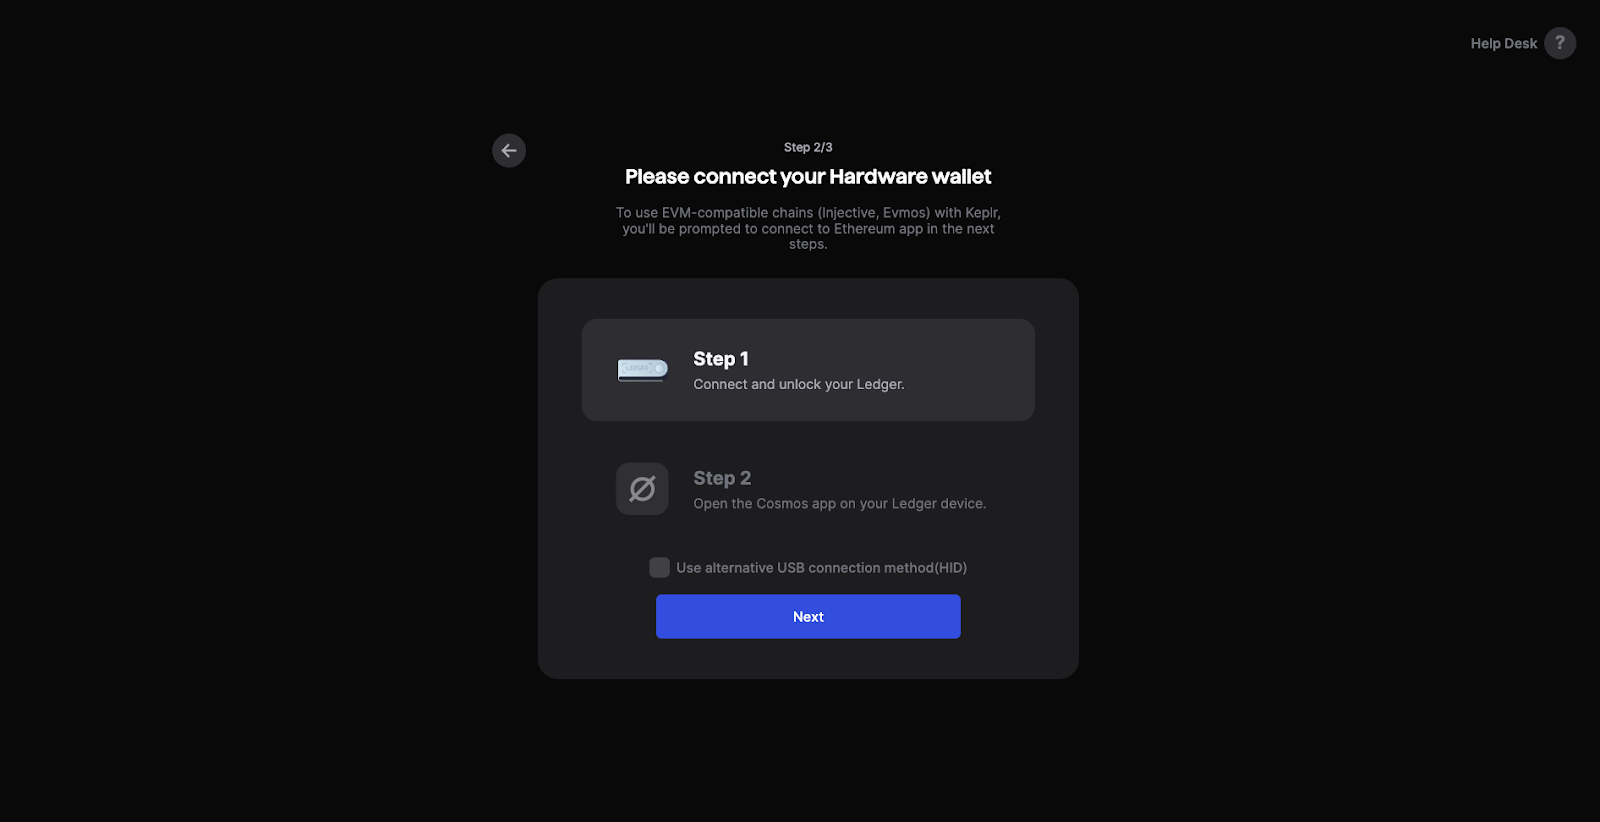 Help Desk ?
Step 2/3
Please connect your Hardware wallet
To use EVM-compatible chains (Injective, Evmos) with Keplr,
you'll be prompted to connect to Ethereum app in the next
steps.
LEDGER
Step 1
Connect and unlock your Ledger.
Step 2
Open the Cosmos app on your Ledger device.
Use alternative USB connection method(HID)
Next